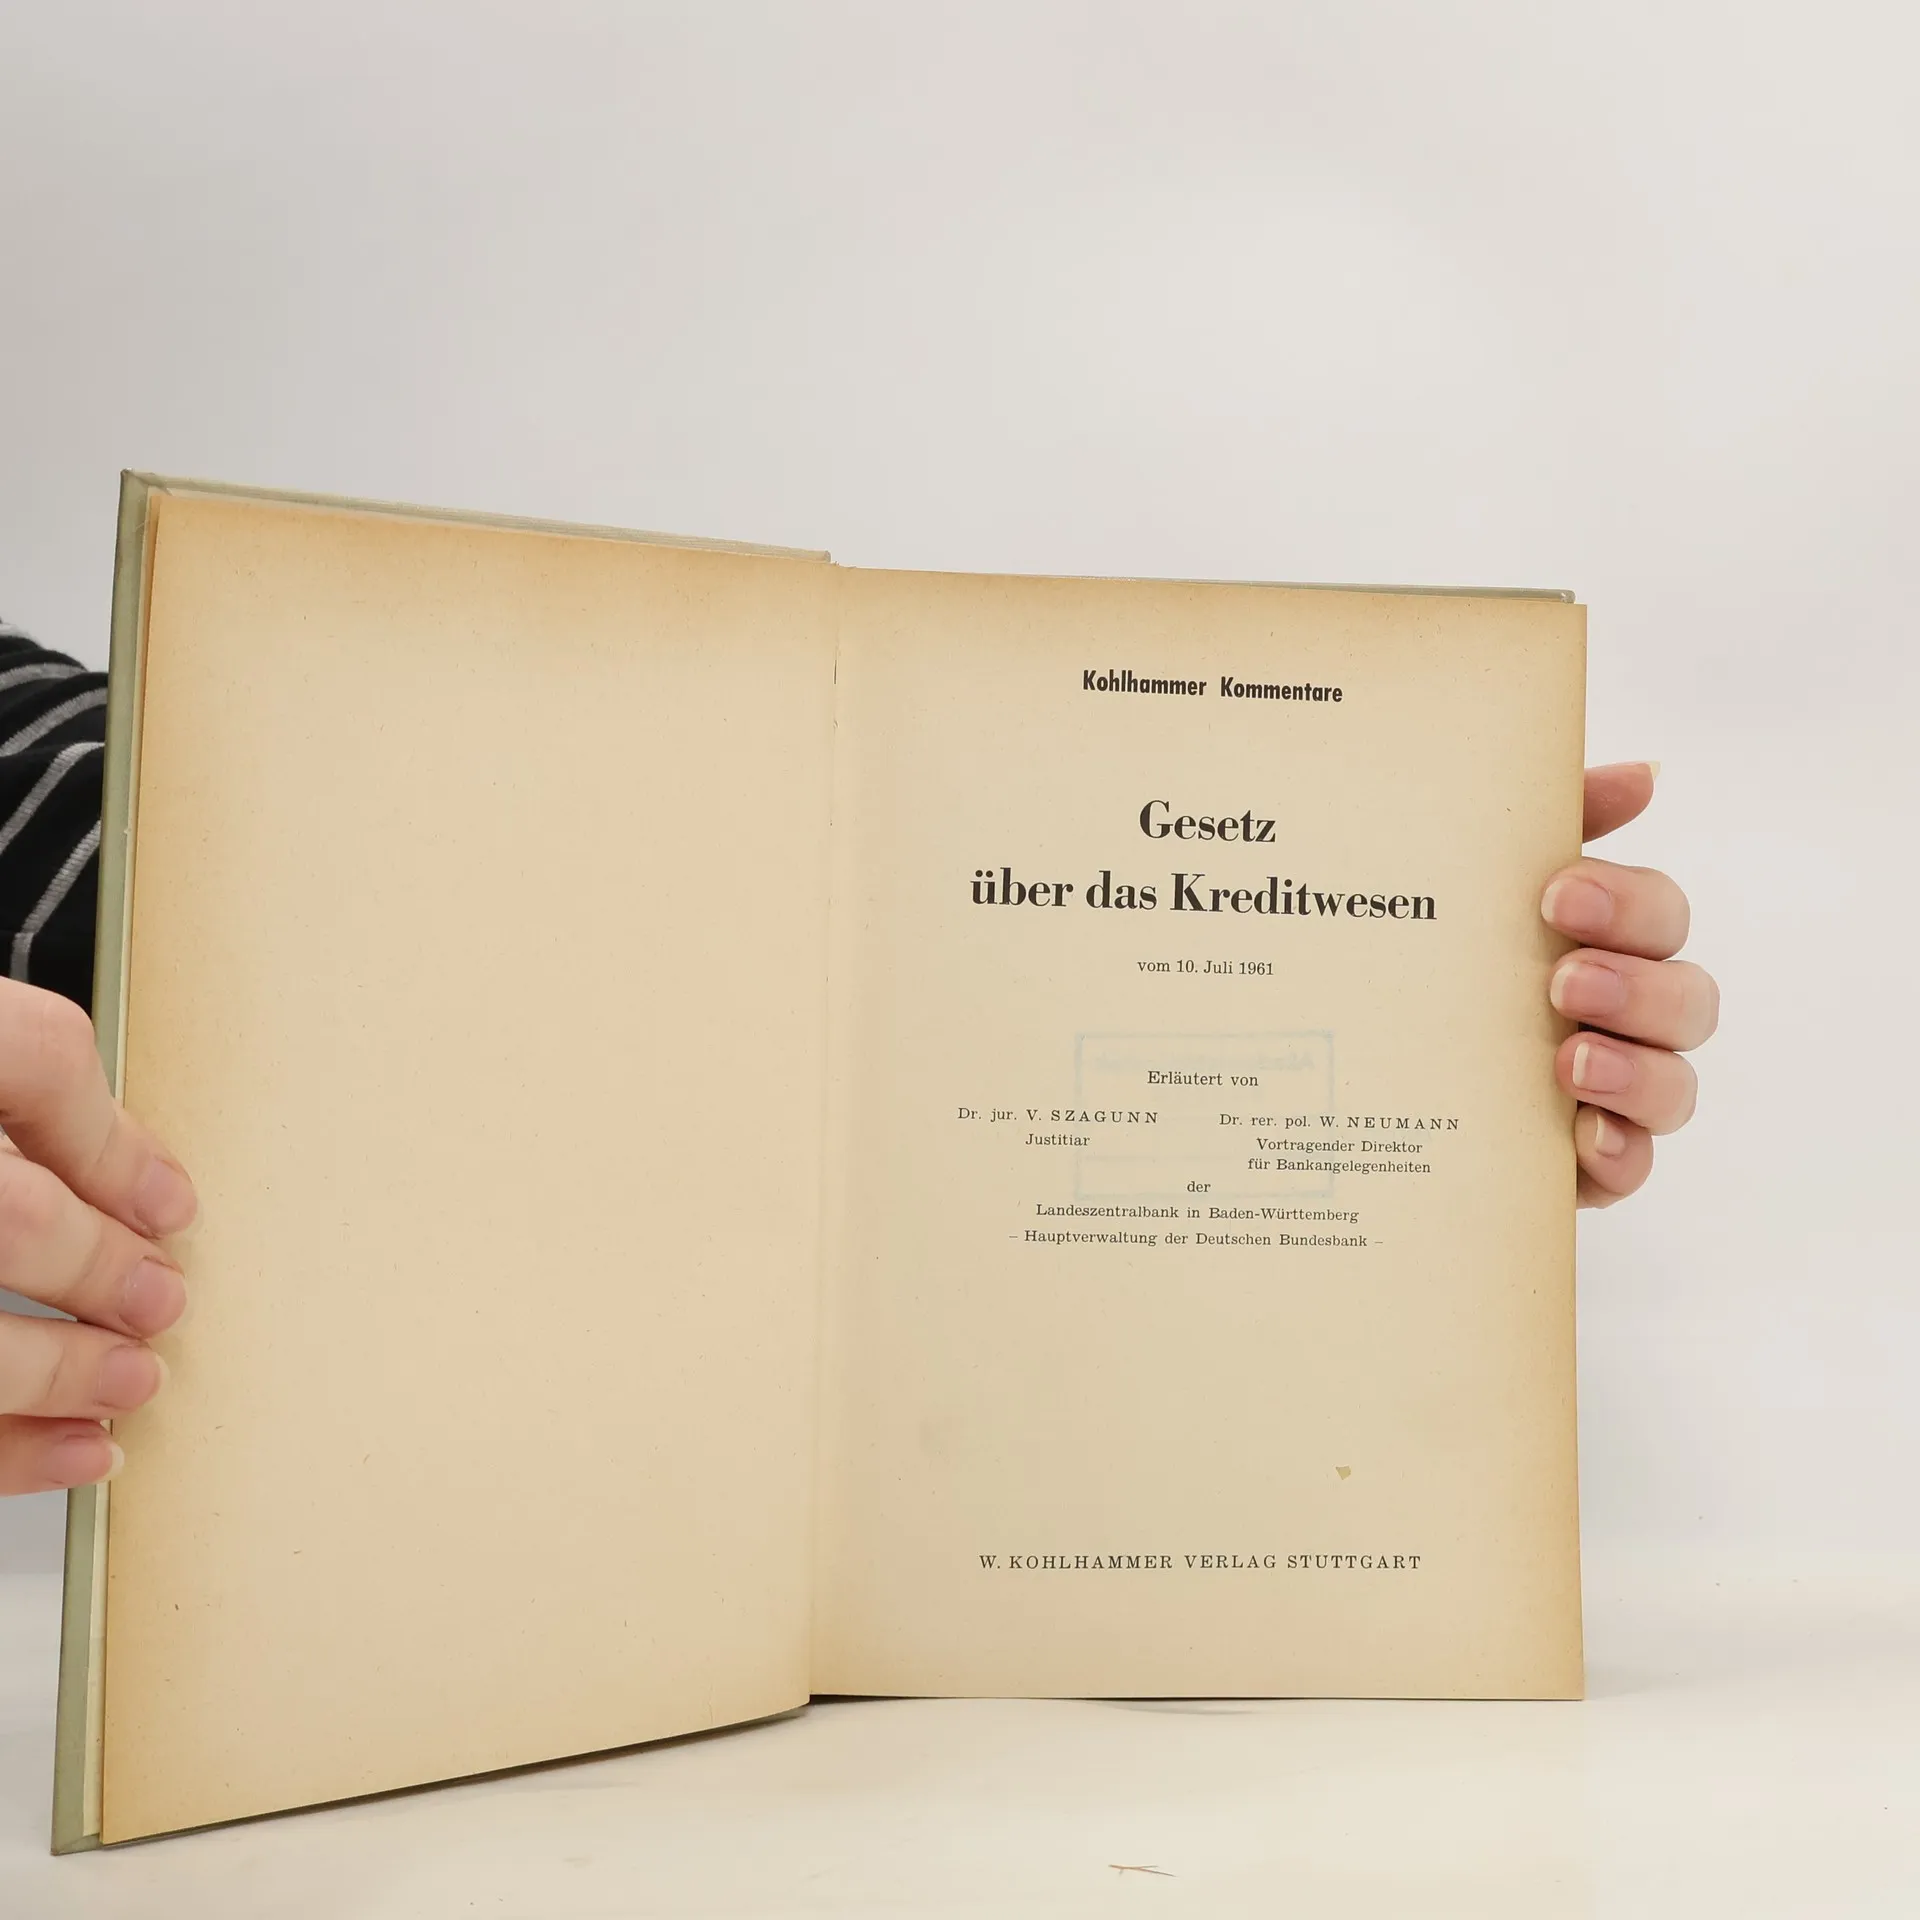 Kohlhammer Kommentare
Gesetz
über das Kreditwesen
vom 10. Juli 1961
Erläutert von
Dr. jur. V. SZAGUNN
Justitiar
Dr. rer. pol. W. NEUMANN
Vortragender Direktor
für Bankangelegenheiten
der
Landeszentralbank in Baden-Württemberg
– Hauptverwaltung der Deutschen Bundesbank –
W. KOHLHAMMER VERLAG STUTTGART